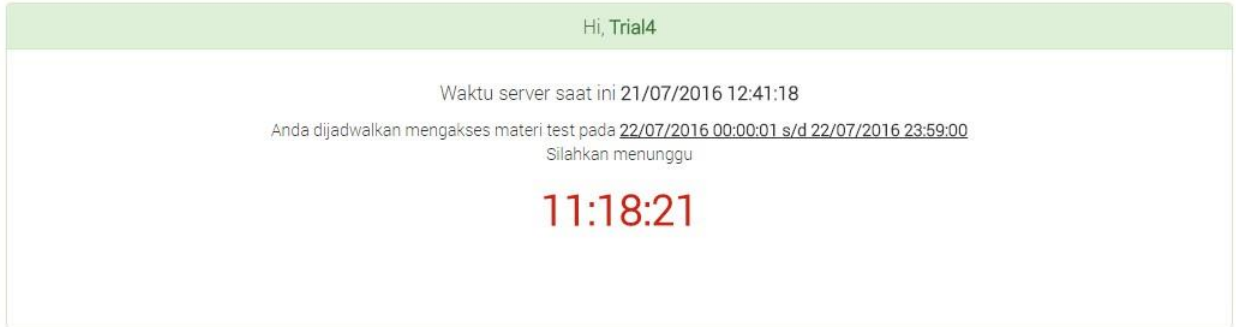 Hi, Trial4
Waktu server saat ini 21/07/2016 12:41:18
Anda dijadwalkan mengakses materi test pada 22/07/2016 00:00:01 s/d 22/07/2016 23:59:00
Silahkan menunggu
11:18:21